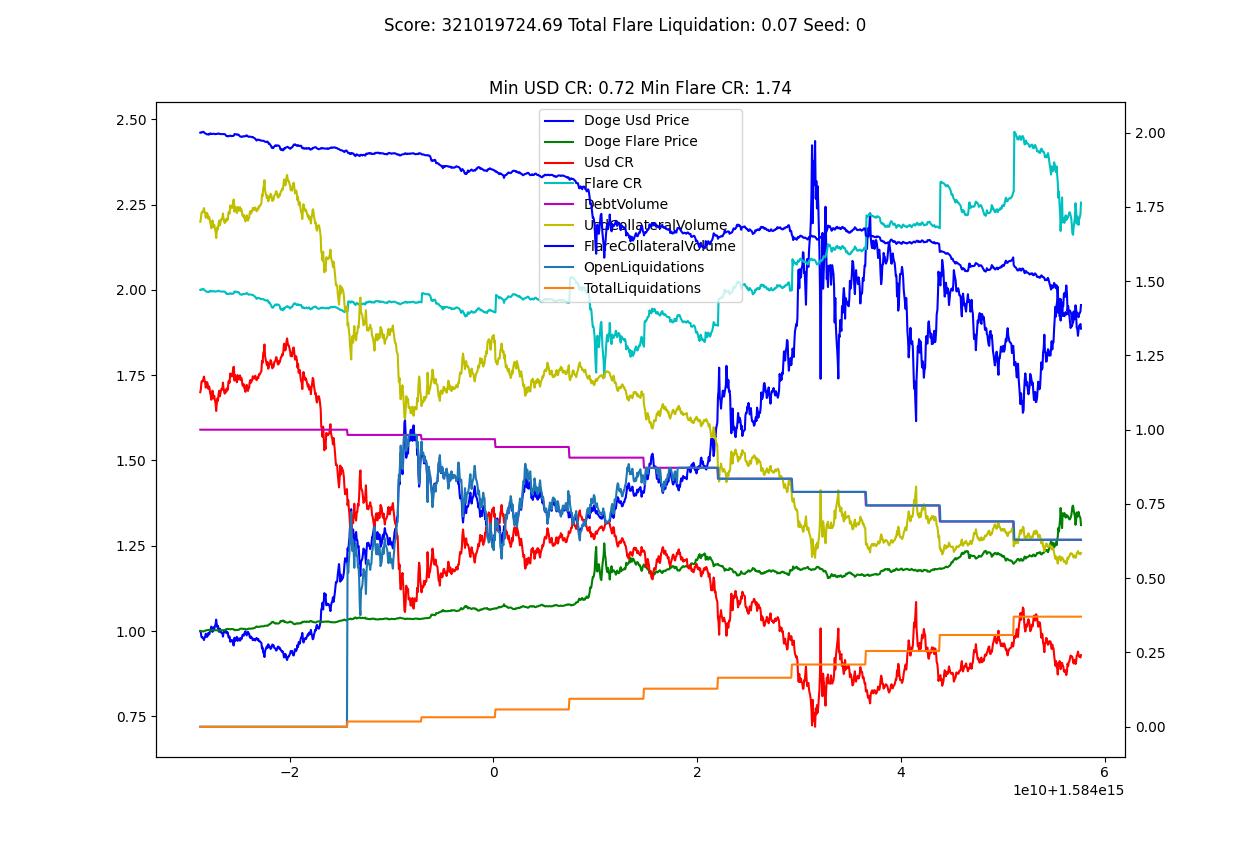 Score: 321019724.69 Total Flare Liquidation: 0.07 Seed: 0
Min USD CR: 0.72 Min Flare CR: 1.74
Doge Usd Price
Doge Flare Price
Usd CR
Flare CR
DebtVolume
UsdCollateralVolume
FlareCollateralVolume
OpenLiquidations
TotalLiquidations
2.50
2.25
2.00
1.75
1.50
1.25
1.00
0.75
2.00
1.75
1.50
1.25
1.00
0.75
0.50
0.25
0.00
−2 0 2 4 6
1e10+1.584e15